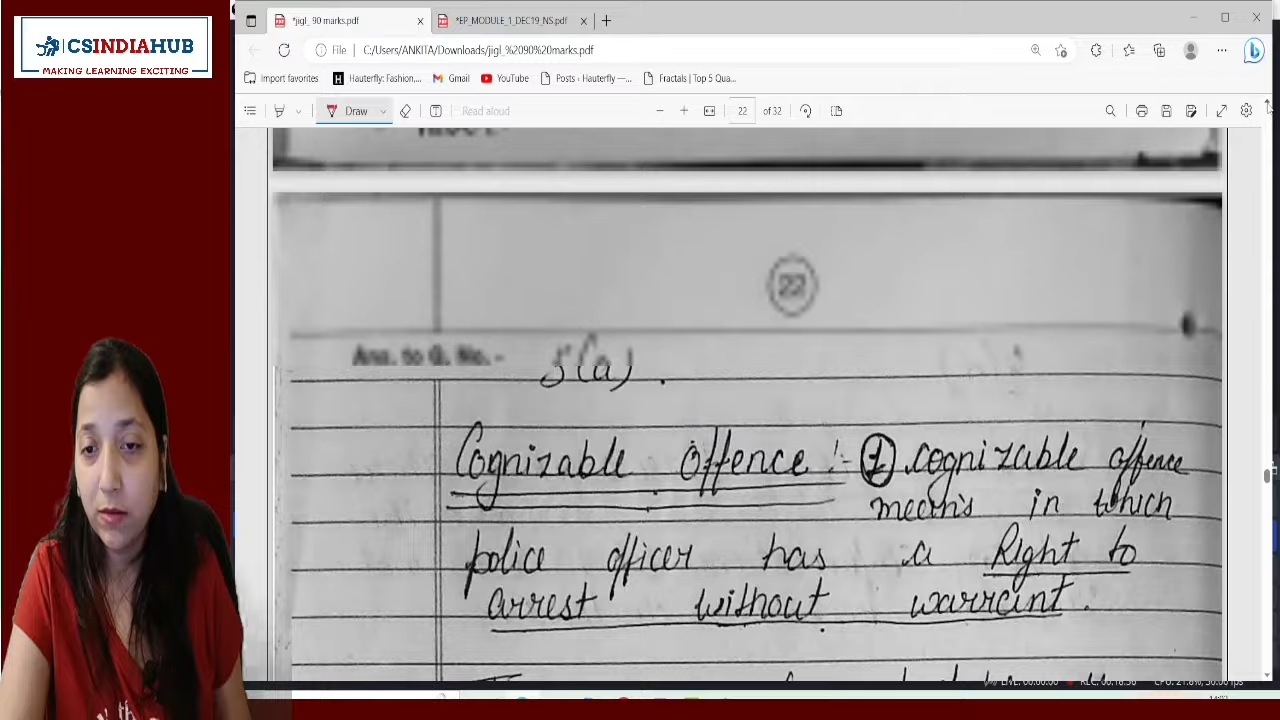 CSINDIAHUB
MAKING LEARNING EXCITING
*jigl_ 90 marks.pdf
*EP_MODULE_1_DEC19_NS.pdf
File
C:/Users/ANKITA/Downloads/jigl_%2090%20marks.pdf
Import favorites
Hauterfly: Fashion,...
Gmail
YouTube
Posts ‹ Hauterfly —...
Fractals | Top 5 Qua...
Draw
Read aloud
22
of 32
22
Ans. to Q. No. - 5(a).
Cognizable offence :- 1 cognizable offence
means in which
police officer has a Right to
arrest without warrant.